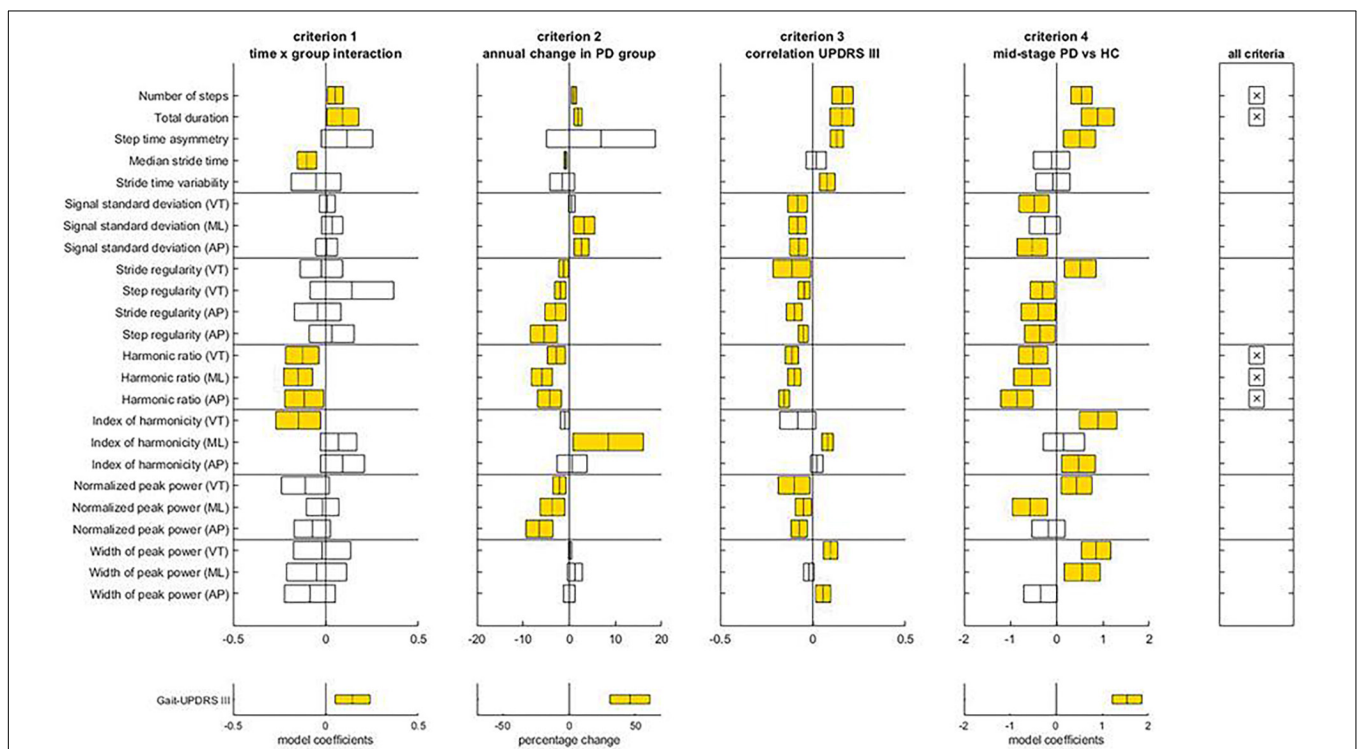 criterion 1
time x group interaction
criterion 2
annual change in PD group
criterion 3
correlation UPDRS III
criterion 4
mid-stage PD vs HC
all criteria
Number of steps
Total duration
Step time asymmetry
Median stride time
Stride time variability
Signal standard deviation (VT)
Signal standard deviation (ML)
Signal standard deviation (AP)
Stride regularity (VT)
Step regularity (VT)
Stride regularity (AP)
Step regularity (AP)
Harmonic ratio (VT)
Harmonic ratio (ML)
Harmonic ratio (AP)
Index of harmonicity (VT)
Index of harmonicity (ML)
Index of harmonicity (AP)
Normalized peak power (VT)
Normalized peak power (ML)
Normalized peak power (AP)
Width of peak power (VT)
Width of peak power (ML)
Width of peak power (AP)
-0.5 0 0.5
-20 -10 0 10 20
-0.5 0 0.5
-2 -1 0 1 2
Gait-UPDRS III
-0.5 0 0.5
model coefficients
-50 0 50
percentage change
-2 -1 0 1 2
model coefficients